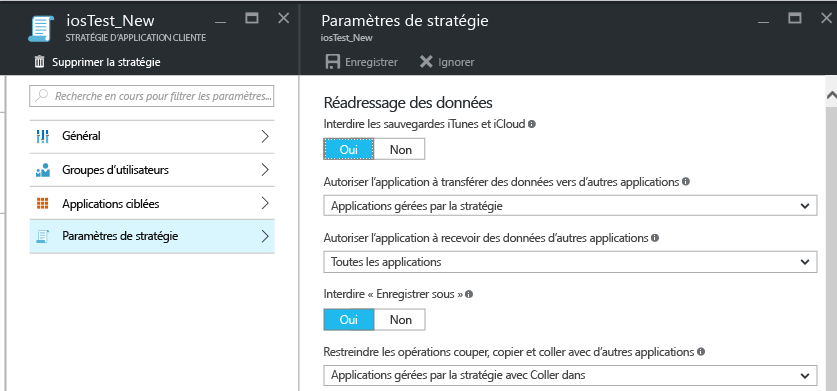 iosTest_New
STRATÉGIE D'APPLICATION CLIENTE
Supprimer la stratégie
Recherche en cours pour filtrer les paramètres...
Général
Groupes d'utilisateurs
Applications ciblées
Paramètres de stratégie
Paramètres de stratégie
iosTest_New
Enregistrer Ignorer
Réadressage des données
Interdire les sauvegardes iTunes et iCloud
Oui Non
Autoriser l'application à transférer des données vers d'autres applications
Applications gérées par la stratégie
Autoriser l'application à recevoir des données d'autres applications
Toutes les applications
Interdire « Enregistrer sous »
Oui Non
Restreindre les opérations couper, copier et coller avec d'autres applications
Applications gérées par la stratégie avec Coller dans